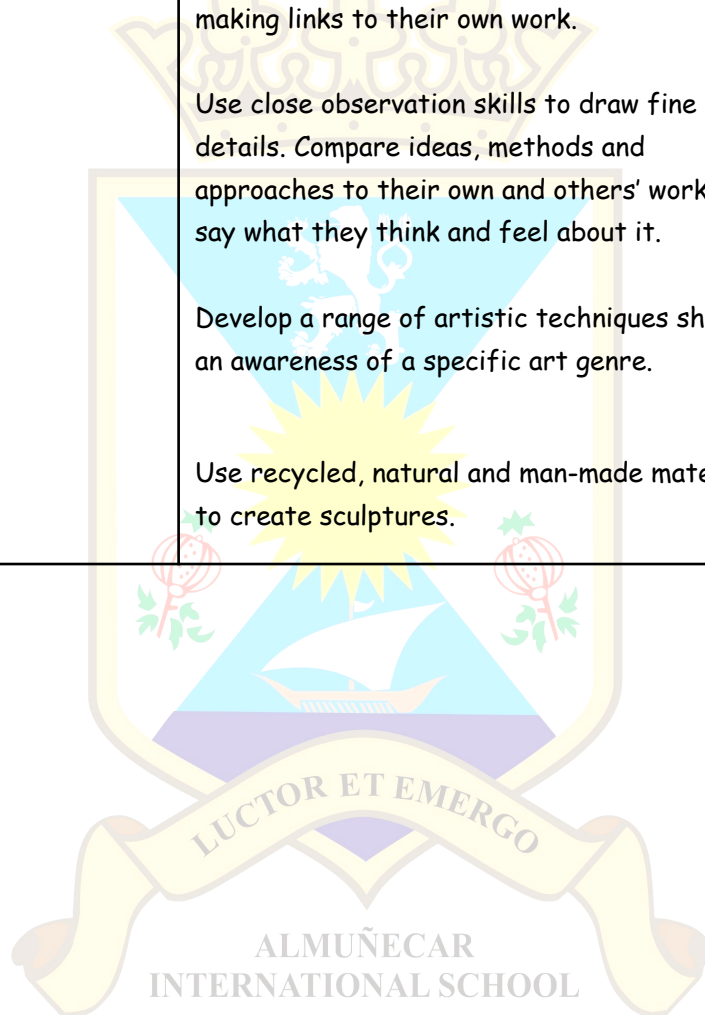 making links to their own work.
Use close observation skills to draw fine
details. Compare ideas, methods and
approaches to their own and others' work
say what they think and feel about it.
Develop a range of artistic techniques
an awareness of a specific art genre.
Use recycled, natural and man-made
to create sculptures.
LUCTOR ET EMERGO
ALMUÑECAR
INTERNATIONAL SCHOOL